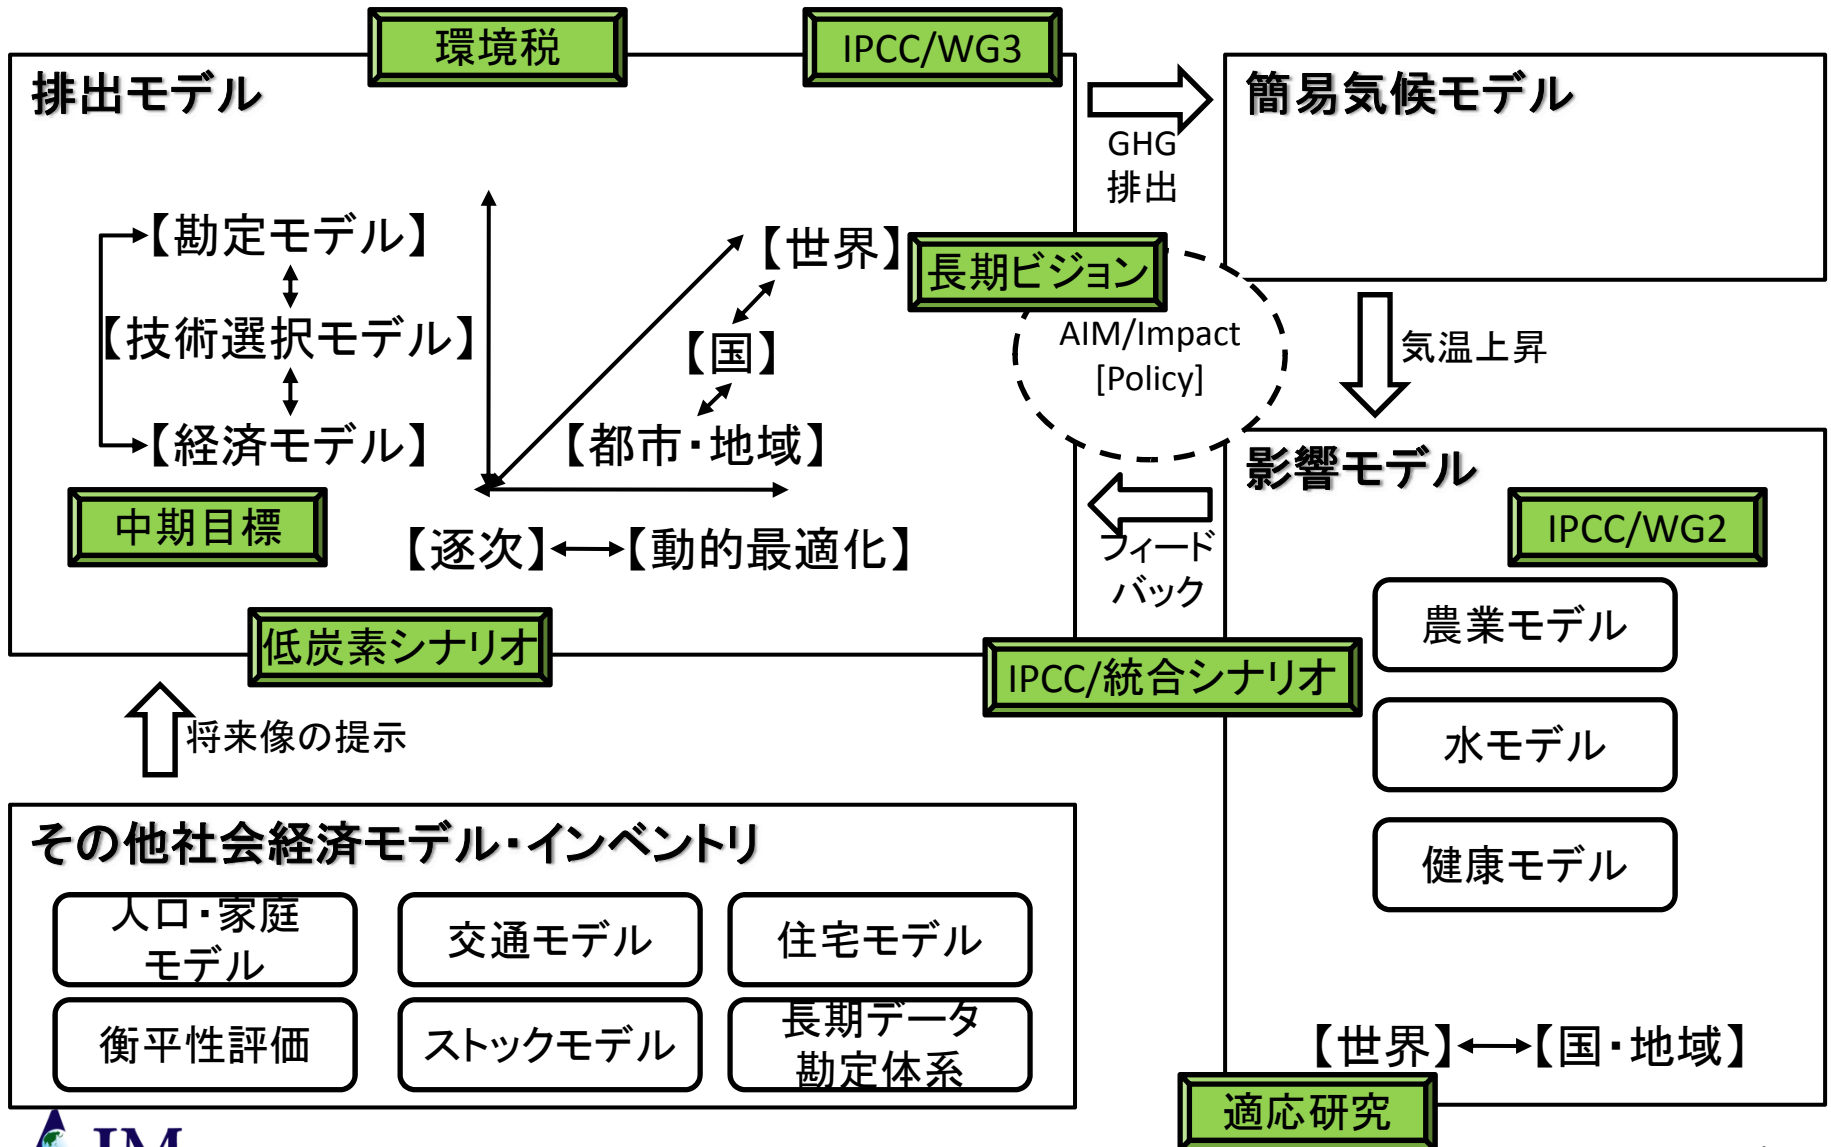 環境税
IPCC/WG3
排出モデル
簡易気候モデル
GHG
排出
【勘定モデル】
【技術選択モデル】
【経済モデル】
【世界】
【国】
【都市・地域】
【逐次】
【動的最適化】
長期ビジョン
AIM/Impact
[Policy]
気温上昇
中期目標
影響モデル
IPCC/WG2
フィード
バック
農業モデル
水モデル
健康モデル
低炭素シナリオ
IPCC/統合シナリオ
将来像の提示
その他社会経済モデル・インベントリ
人口・家庭
モデル
交通モデル
住宅モデル
衡平性評価
ストックモデル
長期データ
勘定体系
【世界】
【国・地域】
適応研究
AIM